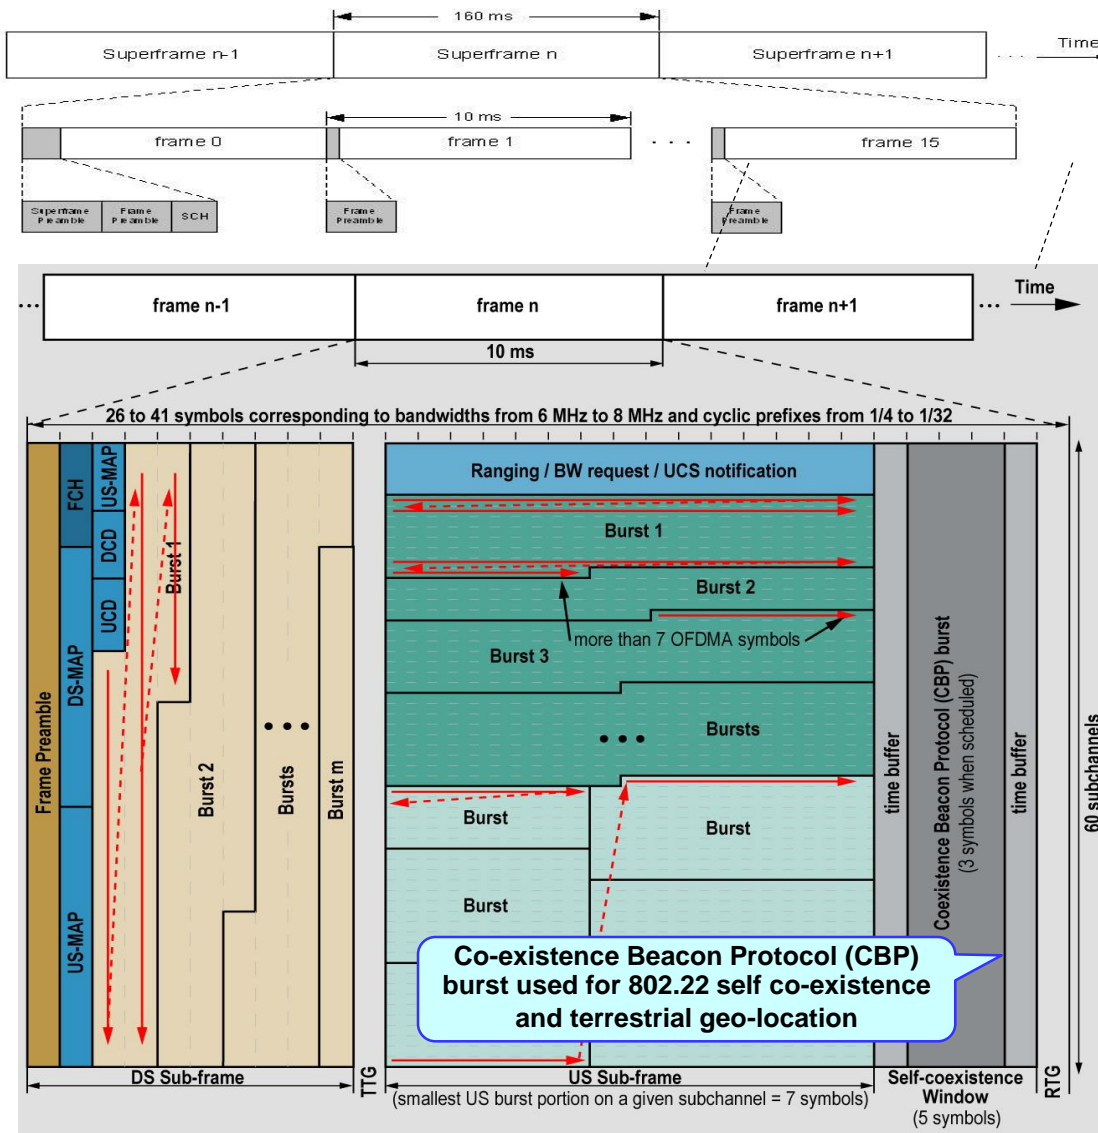 160 ms
Superframe n-1
Superframe n
Superframe n+1
. . .
Time
10 ms
frame 0
frame 1
. . .
frame 15
Superframe
Preamble
Frame
Preamble
SCH
Frame
Preamble
Frame
Preamble
...
frame n-1
frame n
frame n+1
...
Time
10 ms
26 to 41 symbols corresponding to bandwidths from 6 MHz to 8 MHz and cyclic prefixes from 1/4 to 1/32
Frame Preamble
FCH
DS-MAP
US-MAP
US-MAP
DCD
UCD
Burst 1
Burst 2
...
Bursts
Burst m
TTG
Ranging / BW request / UCS notification
Burst 1
Burst 2
more than 7 OFDMA symbols
Burst 3
Bursts
...
Burst
Burst
Burst
time buffer
Coexistence Beacon Protocol (CBP) burst
(3 symbols when scheduled)
time buffer
60 subchannels
Co-existence Beacon Protocol (CBP)
burst used for 802.22 self co-existence
and terrestrial geo-location
DS Sub-frame
US Sub-frame
(smallest US burst portion on a given subchannel = 7 symbols)
Self-coexistence
Window
(5 symbols)
RTG